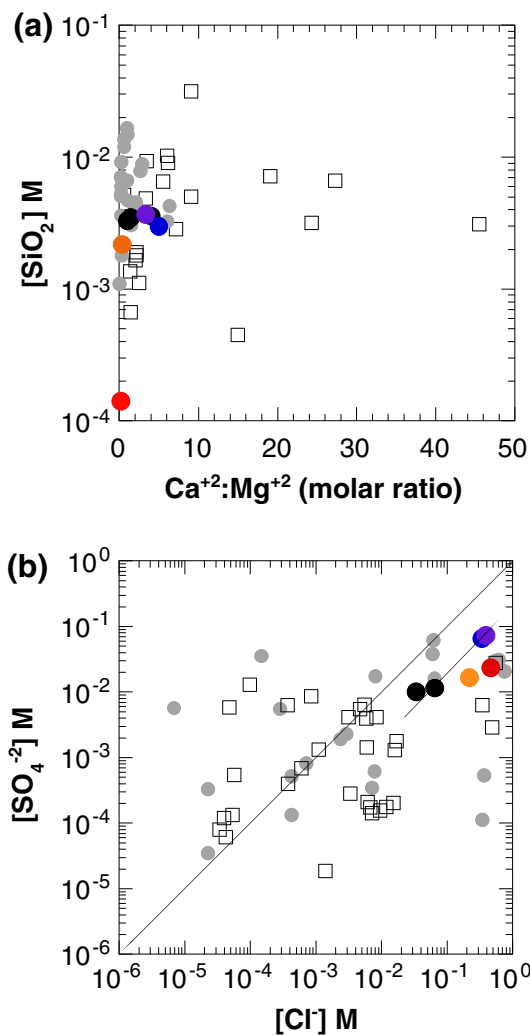 (a)
10⁻¹
10⁻²
10⁻³
10⁻⁴
[SiO₂] M
0 10 20 30 40 50
Ca⁺²:Mg⁺² (molar ratio)
(b)
10⁰
10⁻¹
10⁻²
10⁻³
10⁻⁴
10⁻⁵
10⁻⁶
[SO₄⁻²] M
10⁻⁶ 10⁻⁵ 10⁻⁴ 10⁻³ 10⁻² 10⁻¹ 10⁰
[Cl⁻] M